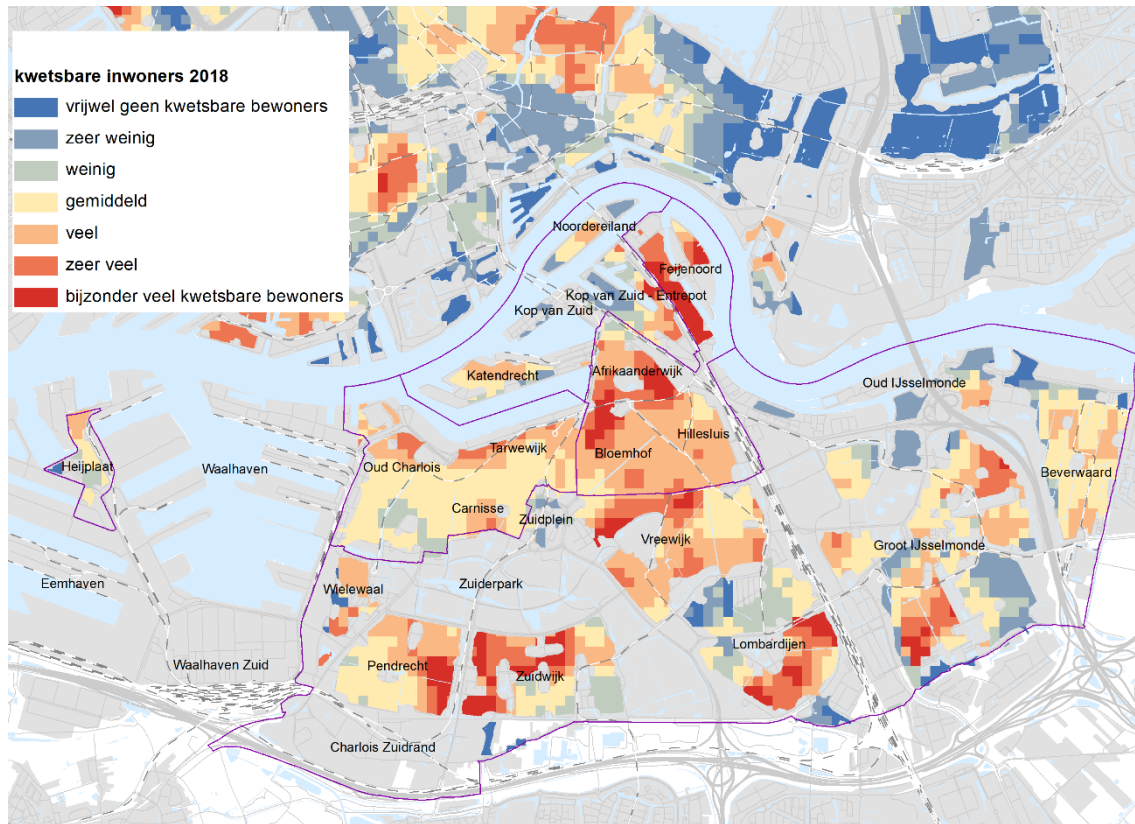 kwetsbare inwoners 2018
vrijwel geen kwetsbare bewoners
zeer weinig
weinig
gemiddeld
veel
zeer veel
bijzonder veel kwetsbare bewoners
Noordereiland
Feijenoord
Kop van Zuid - Entrepot
Kop van Zuid
Katendrecht
Afrikaanderwijk
Oud IJsselmonde
Hillesluis
Tarwewijk
Bloemhof
Heijplaat
Waalhaven
Oud Charlois
Beverwaard
Carnisse
Zuidplein
Vreewijk
Groot IJsselmonde
Eemhaven
Wielewaal
Zuiderpark
Lombardijen
Waalhaven Zuid
Pendrecht
Zuidwijk
Charlois Zuidrand